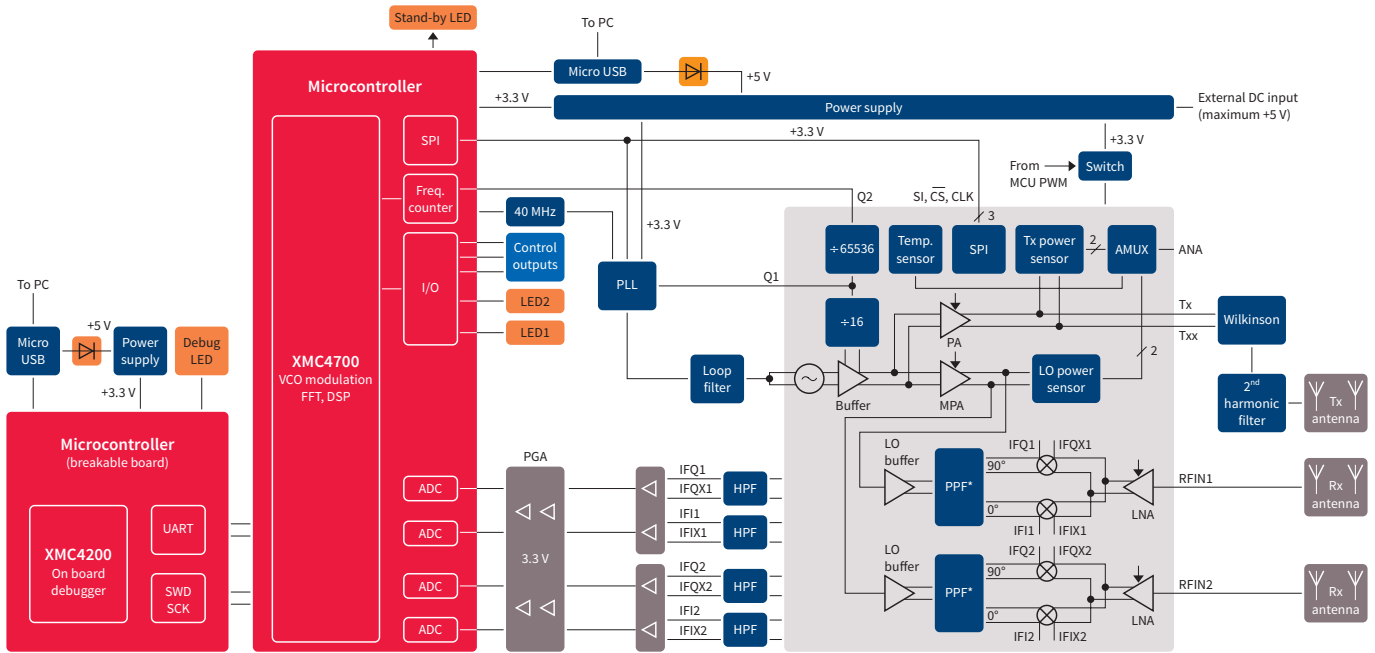 Stand-by LED
To PC
Micro USB
+5 V
Microcontroller
+3.3 V
Power supply
External DC input
(maximum +5 V)
SPI
+3.3 V
+3.3 V
From
MCU PWM
Switch
Freq.
counter
Q2
SI, C̅S̅, CLK
3
40 MHz
+3.3 V
Control
outputs
I/O
÷65536
Temp.
sensor
SPI
Tx power
sensor
2
AMUX
ANA
PLL
Q1
LED2
LED1
÷16
PA
Tx
Txx
Wilkinson
To PC
+5 V
Micro
USB
Power
supply
Debug
LED
+3.3 V
XMC4700
VCO modulation
FFT, DSP
Loop
filter
Buffer
MPA
LO power
sensor
2
2nd
harmonic
filter
Tx
antenna
Microcontroller
(breakable board)
XMC4200
On board
debugger
UART
SWD
SCK
ADC
ADC
ADC
ADC
PGA
3.3 V
IFQ1
IFQX1
HPF
IFI1
IFIX1
HPF
IFQ2
IFQX2
HPF
IFI2
IFIX2
HPF
LO
buffer
PPF*
IFQ1
IFQX1
90°
0°
IFI1
IFIX1
LNA
RFIN1
Rx
antenna
LO
buffer
PPF*
IFQ2
IFQX2
90°
0°
IFI2
IFIX2
LNA
RFIN2
Rx
antenna